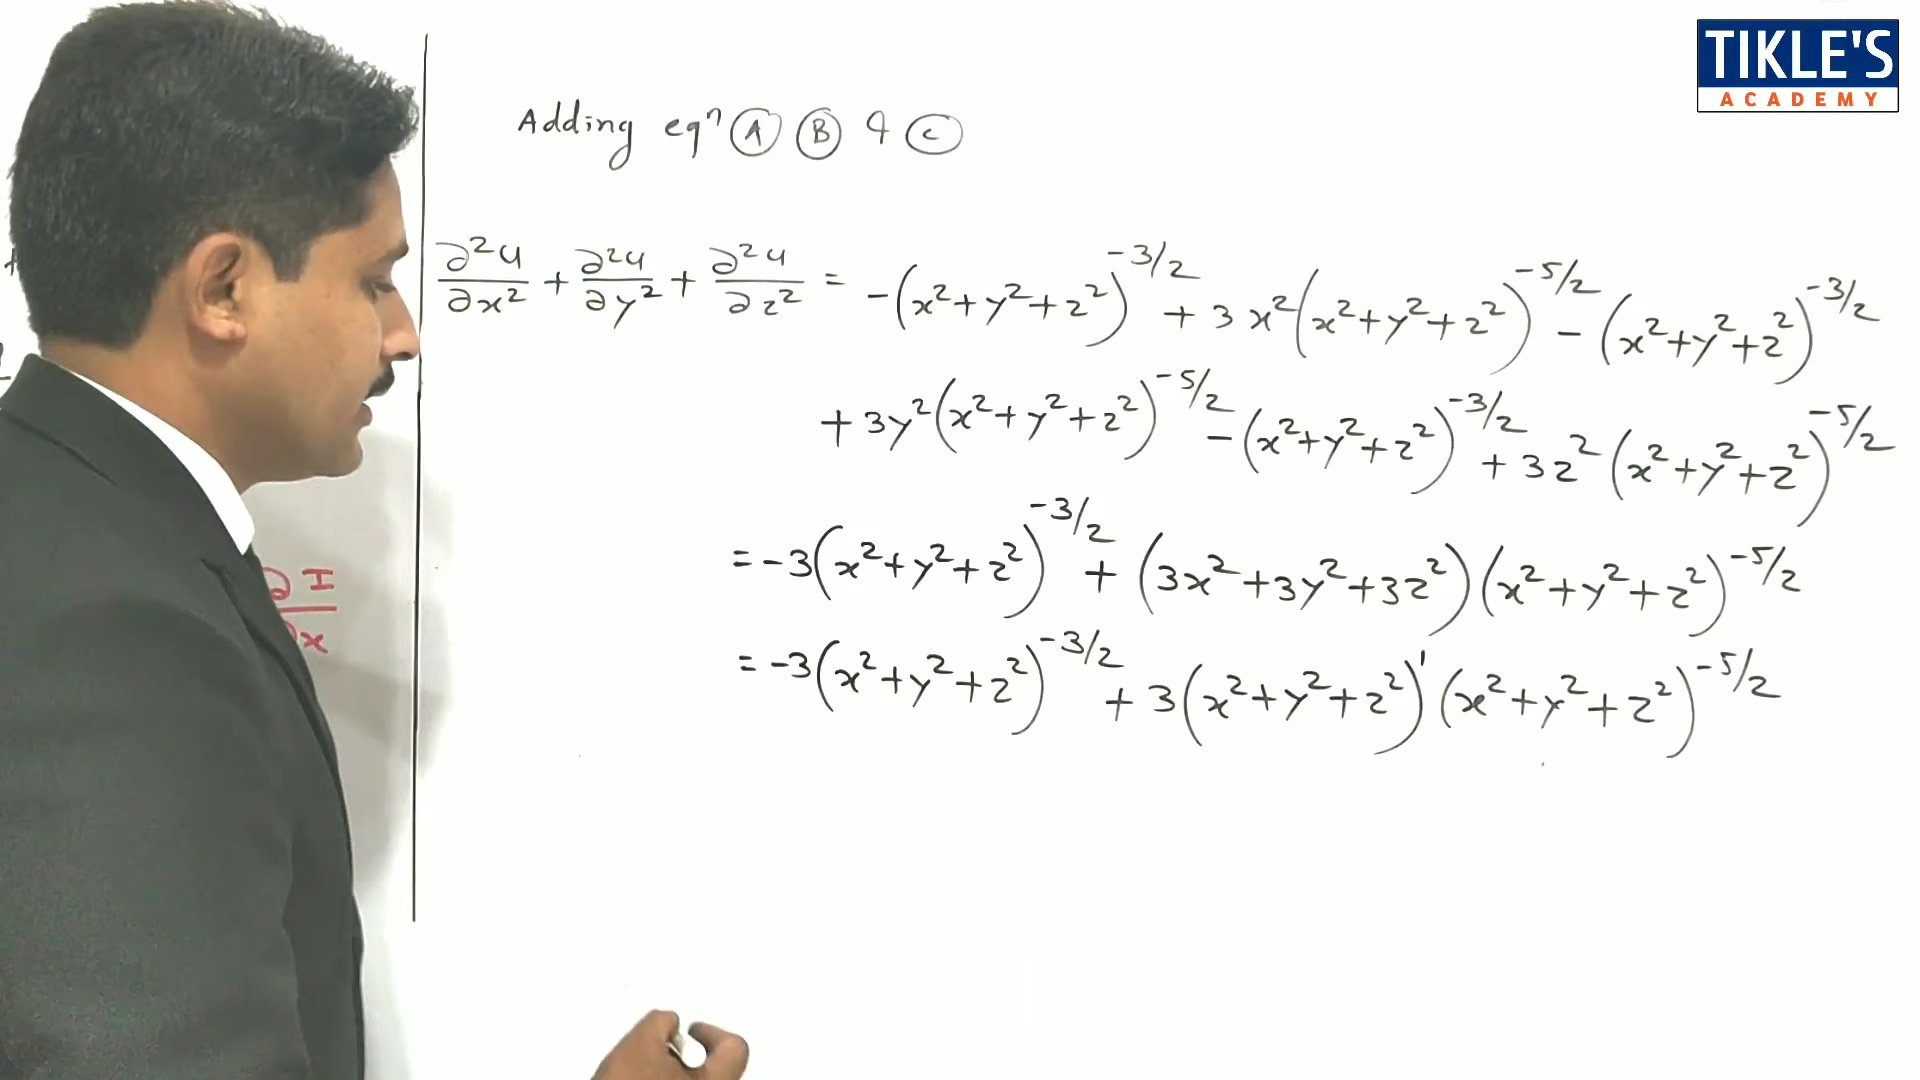 TIKLE'S
ACADEMY
Adding eqⁿ Ⓐ Ⓑ & Ⓒ
∂²u/∂x² + ∂²u/∂y² + ∂²u/∂z² = -(x²+y²+z²)^(-3/2) + 3x²(x²+y²+z²)^(-5/2) - (x²+y²+z²)^(-3/2)
+ 3y²(x²+y²+z²)^(-5/2) - (x²+y²+z²)^(-3/2) + 3z²(x²+y²+z²)^(-5/2)
= -3(x²+y²+z²)^(-3/2) + (3x²+3y²+3z²)(x²+y²+z²)^(-5/2)
= -3(x²+y²+z²)^(-3/2) + 3(x²+y²+z²)^1 (x²+y²+z²)^(-5/2)
∂I
∂x